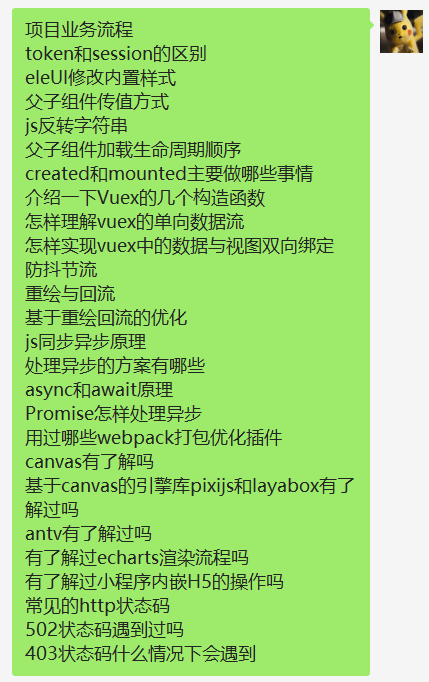 项目业务流程
token和session的区别
eleUI修改内置样式
父子组件传值方式
js反转字符串
父子组件加载生命周期顺序
created和mounted主要做哪些事情
介绍一下Vuex的几个构造函数
怎样理解vuex的单向数据流
怎样实现vuex中的数据与视图双向绑定
防抖节流
重绘与回流
基于重绘回流的优化
js同步异步原理
处理异步的方案有哪些
async和await原理
Promise怎样处理异步
用过哪些webpack打包优化插件
canvas有了解吗
基于canvas的引擎库pixijs和layabox有了
解过吗
antv有了解过吗
有了解过echarts渲染流程吗
有了解过小程序内嵌H5的操作吗
常见的http状态码
502状态码遇到过吗
403状态码什么情况下会遇到